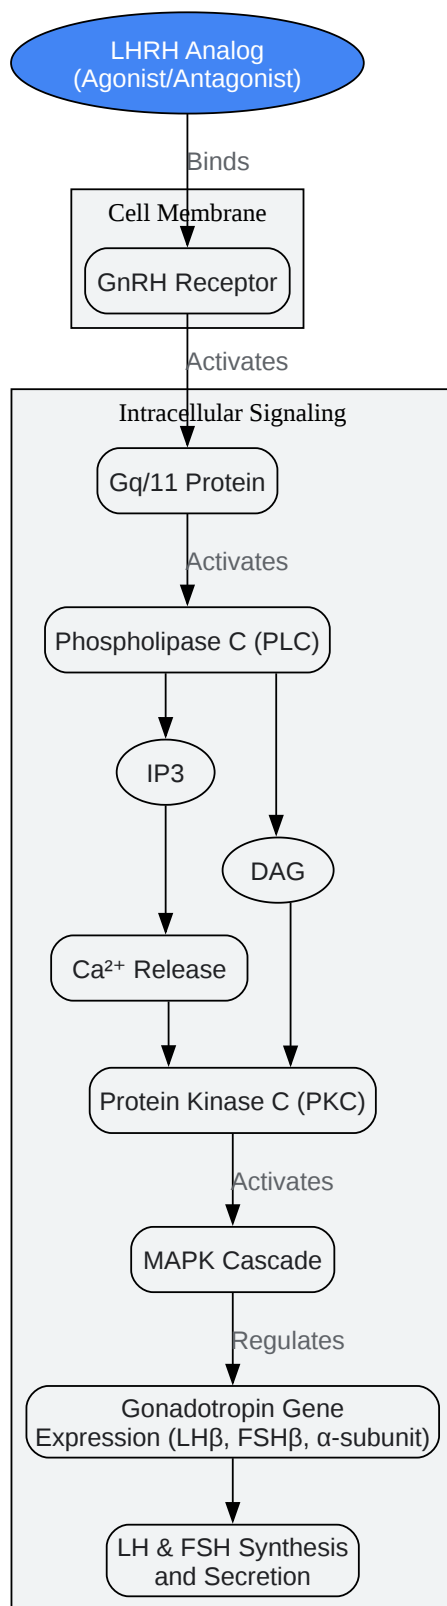 LHRH Analog
(Agonist/Antagonist)
Binds
Cell Membrane
GnRH Receptor
Activates
Intracellular Signaling
Gq/11 Protein
Activates
Phospholipase C (PLC)
IP3
DAG
Ca²⁺ Release
Protein Kinase C (PKC)
Activates
MAPK Cascade
Regulates
Gonadotropin Gene
Expression (LHβ, FSHβ, α-subunit)
LH & FSH Synthesis
and Secretion